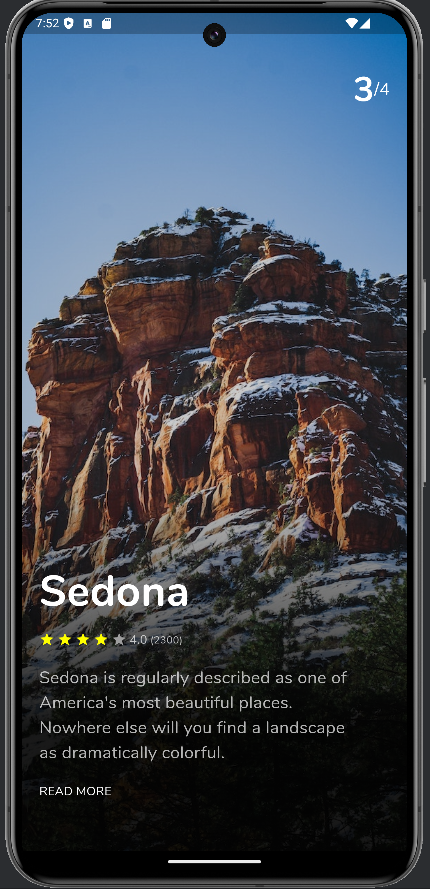 7:52
3/4
Sedona
4.0 (2300)
Sedona is regularly described as one of
America's most beautiful places.
Nowhere else will you find a landscape
as dramatically colorful.
READ MORE